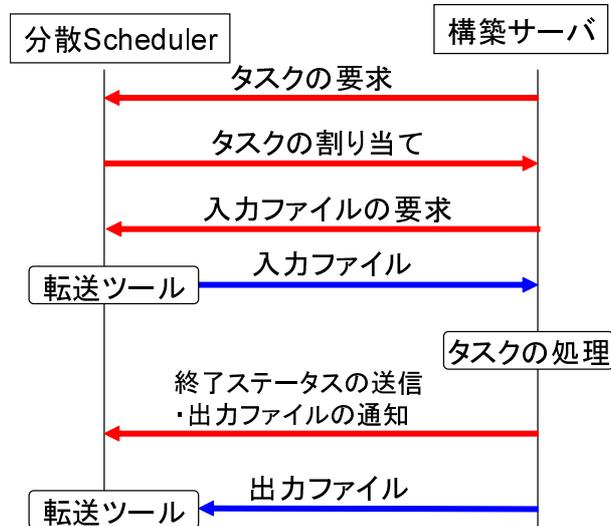 分散Scheduler
構築サーバ
タスクの要求
タスクの割り当て
入力ファイルの要求
入力ファイル
転送ツール
タスクの処理
終了ステータスの送信
・出力ファイルの通知
出力ファイル
転送ツール